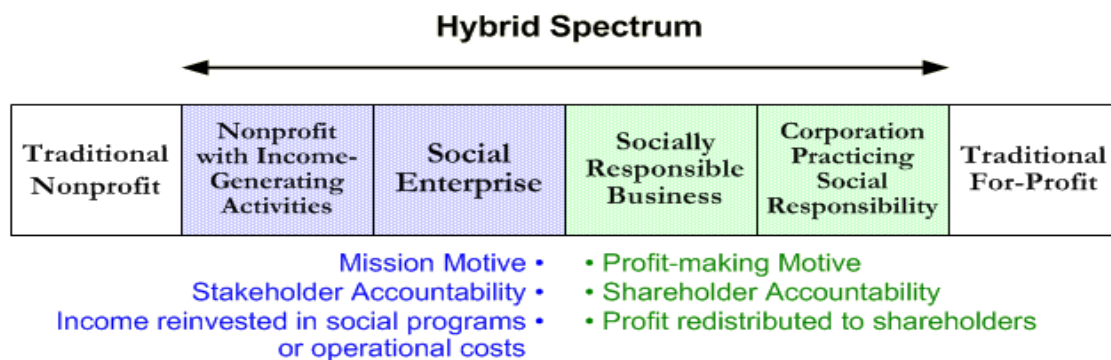 Hybrid Spectrum
Traditional
Nonprofit
Nonprofit
with Income-
Generating
Activities
Social
Enterprise
Socially
Responsible
Business
Corporation
Practicing
Social
Responsibility
Traditional
For-Profit
Mission Motive •
Stakeholder Accountability •
Income reinvested in social programs •
or operational costs
• Profit-making Motive
• Shareholder Accountability
• Profit redistributed to shareholders